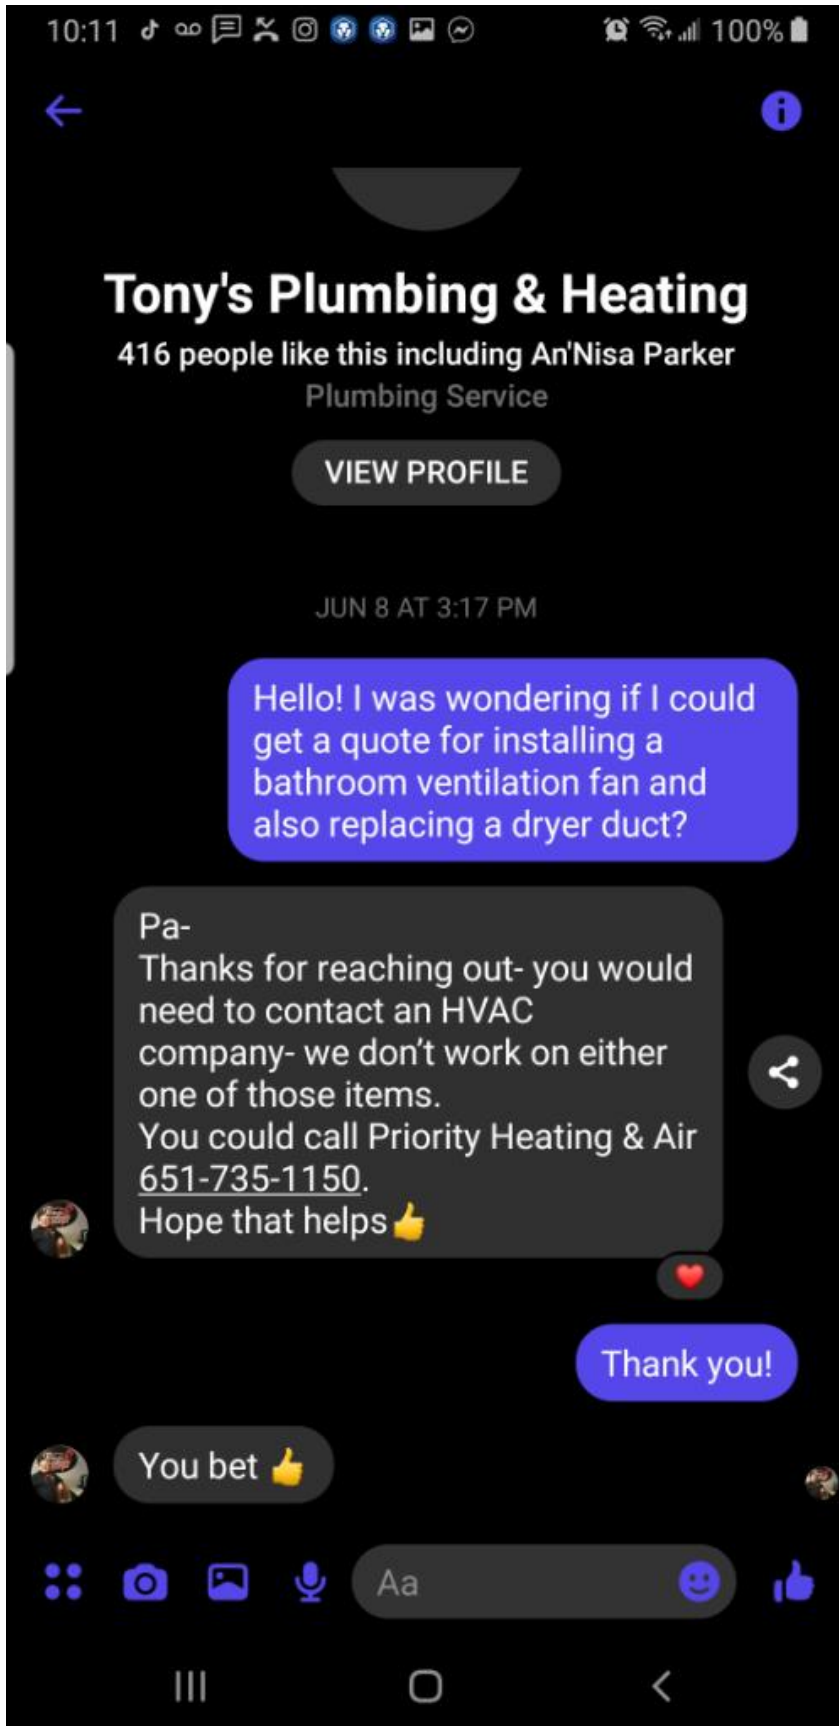 10:11
100%
Tony's Plumbing & Heating
416 people like this including An'Nisa Parker
Plumbing Service
VIEW PROFILE
JUN 8 AT 3:17 PM
Hello! I was wondering if I could
get a quote for installing a
bathroom ventilation fan and
also replacing a dryer duct?
Pa-
Thanks for reaching out- you would
need to contact an HVAC
company- we don’t work on either
one of those items.
You could call Priority Heating & Air
651-735-1150.
Hope that helps👍
Thank you!
You bet 👍
Aa